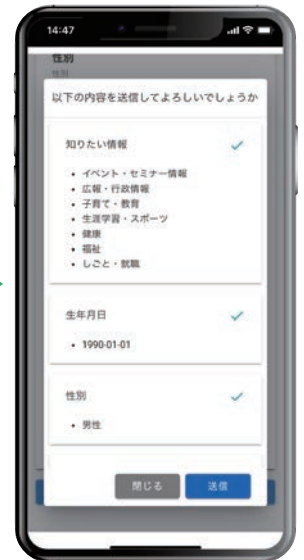 14:47
性別
性別
以下の内容を送信してよろしいでしょうか
知りたい情報
• イベント・セミナー情報
• 広報・行政情報
• 子育て・教育
• 生涯学習・スポーツ
• 健康
• 福祉
• しごと・就職
生年月日
• 1990-01-01
性別
• 男性
閉じる
送信